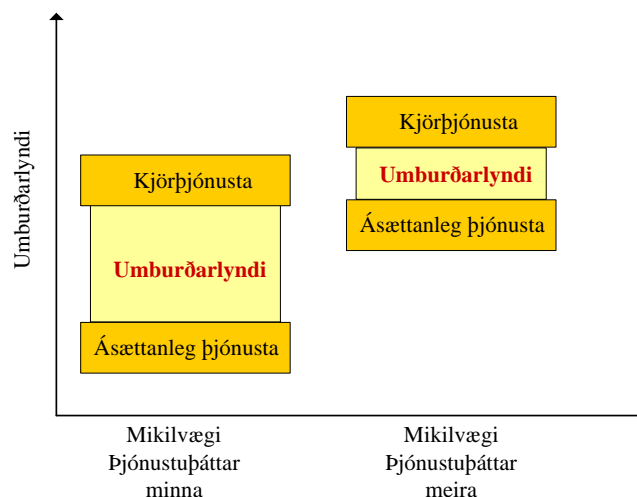 Umburðarlyndi
Kjörþjónusta
Umburðarlyndi
Ásættanleg þjónusta
Kjörþjónusta
Umburðarlyndi
Ásættanleg þjónusta
Mikilvægi
Þjónustuþáttar
minna
Mikilvægi
Þjónustuþáttar
meira